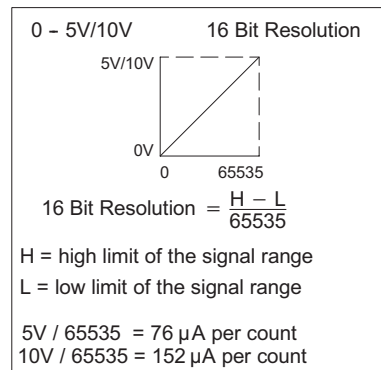 0 - 5V/10V 16 Bit Resolution
5V/10V
0V
0 65535
16 Bit Resolution = H − L / 65535
H = high limit of the signal range
L = low limit of the signal range
5V / 65535 = 76 µA per count
10V / 65535 = 152 µA per count